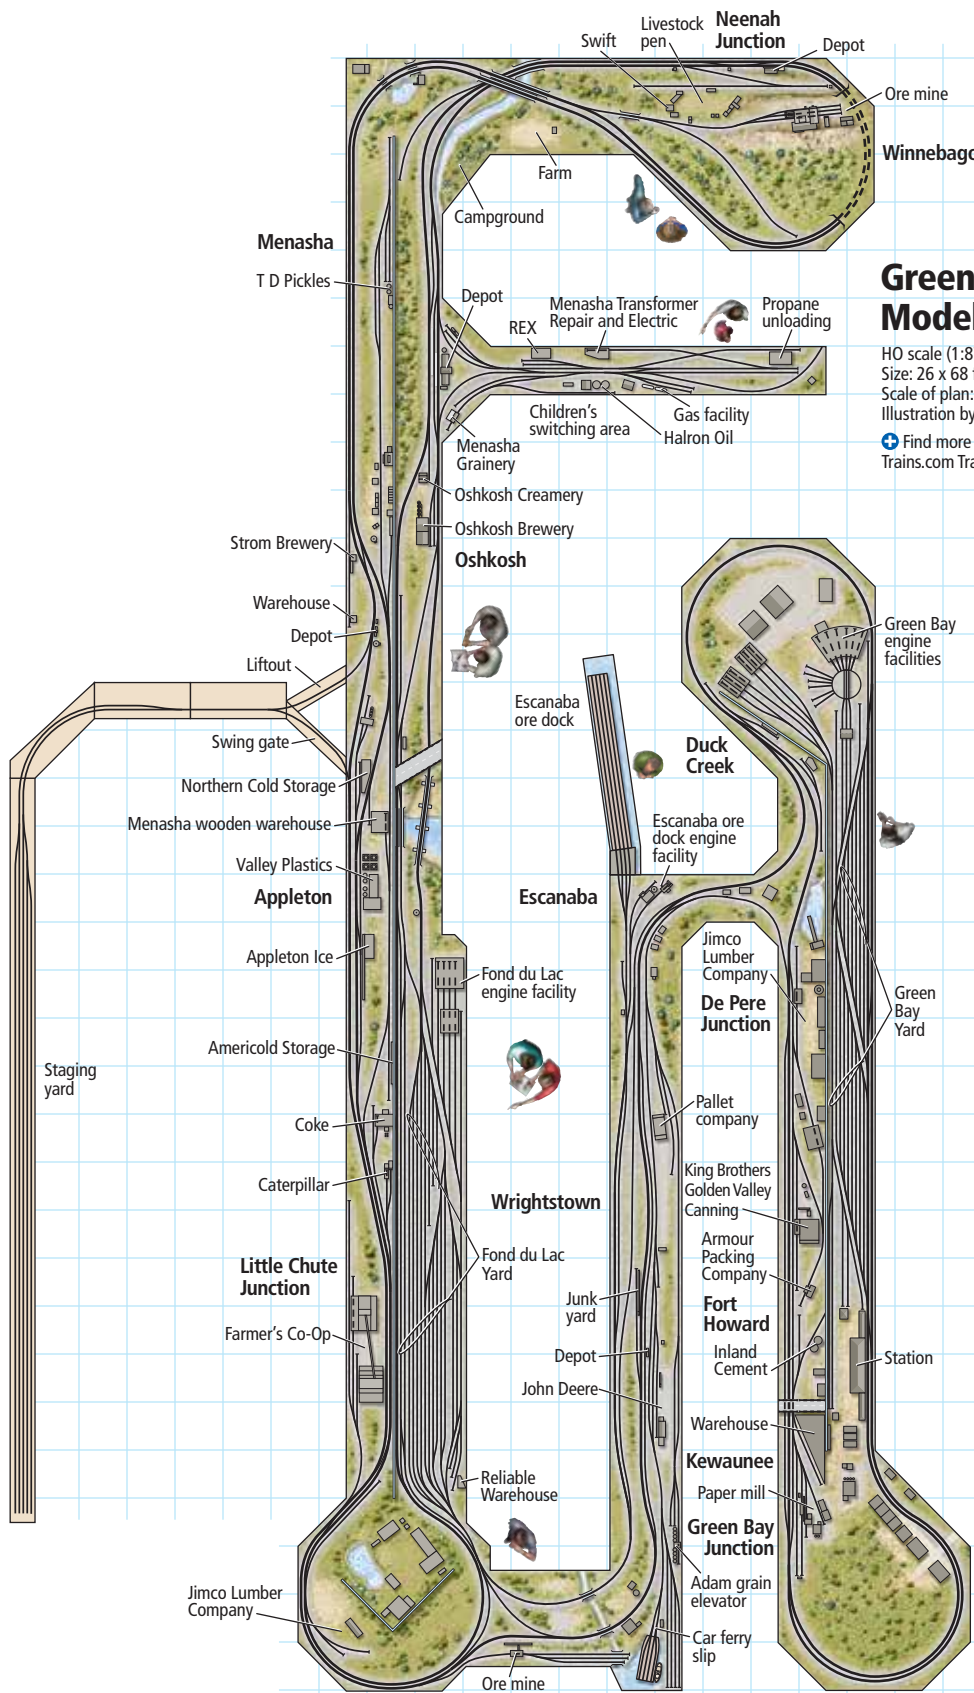 Neenah
Junction
Livestock
pen
Swift
Depot
Ore mine
Winnebago
Farm
Campground
Menasha
T D Pickles
Depot
REX
Menasha Transformer
Repair and Electric
Propane
unloading
Green
Model
HO scale (1:8
Size: 26 x 68
Scale of plan:
Illustration by
Find more
Trains.com Tra
Children's
switching area
Gas facility
Halron Oil
Menasha
Grainery
Oshkosh Creamery
Oshkosh Brewery
Oshkosh
Strom Brewery
Warehouse
Depot
Liftout
Swing gate
Northern Cold Storage
Menasha wooden warehouse
Valley Plastics
Appleton
Appleton Ice
Fond du Lac
engine facility
Americold Storage
Staging
yard
Coke
Caterpillar
Little Chute
Junction
Farmer's Co-Op
Fond du Lac
Yard
Reliable
Warehouse
Jimco Lumber
Company
Ore mine
Green Bay
engine
facilities
Escanaba
ore dock
Duck
Creek
Escanaba ore
dock engine
facility
Escanaba
Jimco
Lumber
Company
De Pere
Junction
Green
Bay
Yard
Pallet
company
Wrightstown
King Brothers
Golden Valley
Canning
Armour
Packing
Company
Fort
Howard
Junk
yard
Inland
Cement
Station
Depot
John Deere
Warehouse
Kewaunee
Paper mill
Green Bay
Junction
Adam grain
elevator
Car ferry
slip